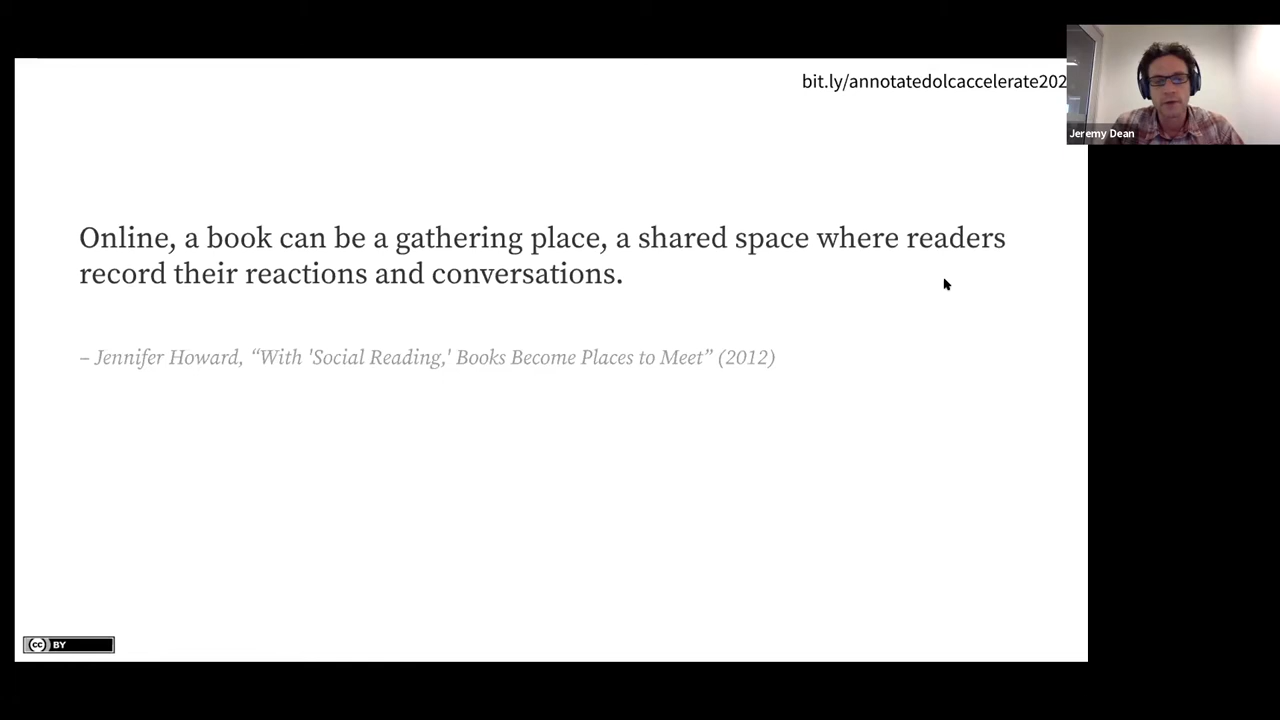 bit.ly/annotatedolcaccelerate202
Jeremy Dean
Online, a book can be a gathering place, a shared space where readers
record their reactions and conversations.
– Jennifer Howard, “With 'Social Reading,' Books Become Places to Meet” (2012)
cc BY